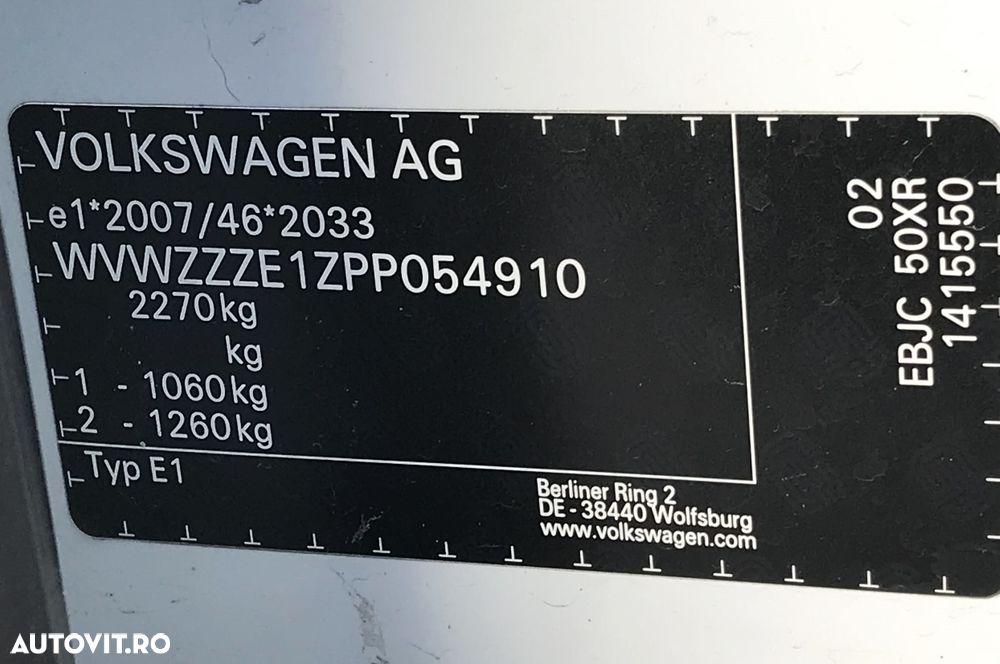 VOLKSWAGEN AG
e1*2007/46*2033
WVWZZZE1ZPP054910
2270kg
kg
1 - 1060kg
2 - 1260kg
Typ E1
Berliner Ring 2
DE - 38440 Wolfsburg
www.volkswagen.com
02
EBJC 50XR
1415550
AUTOVIT.RO